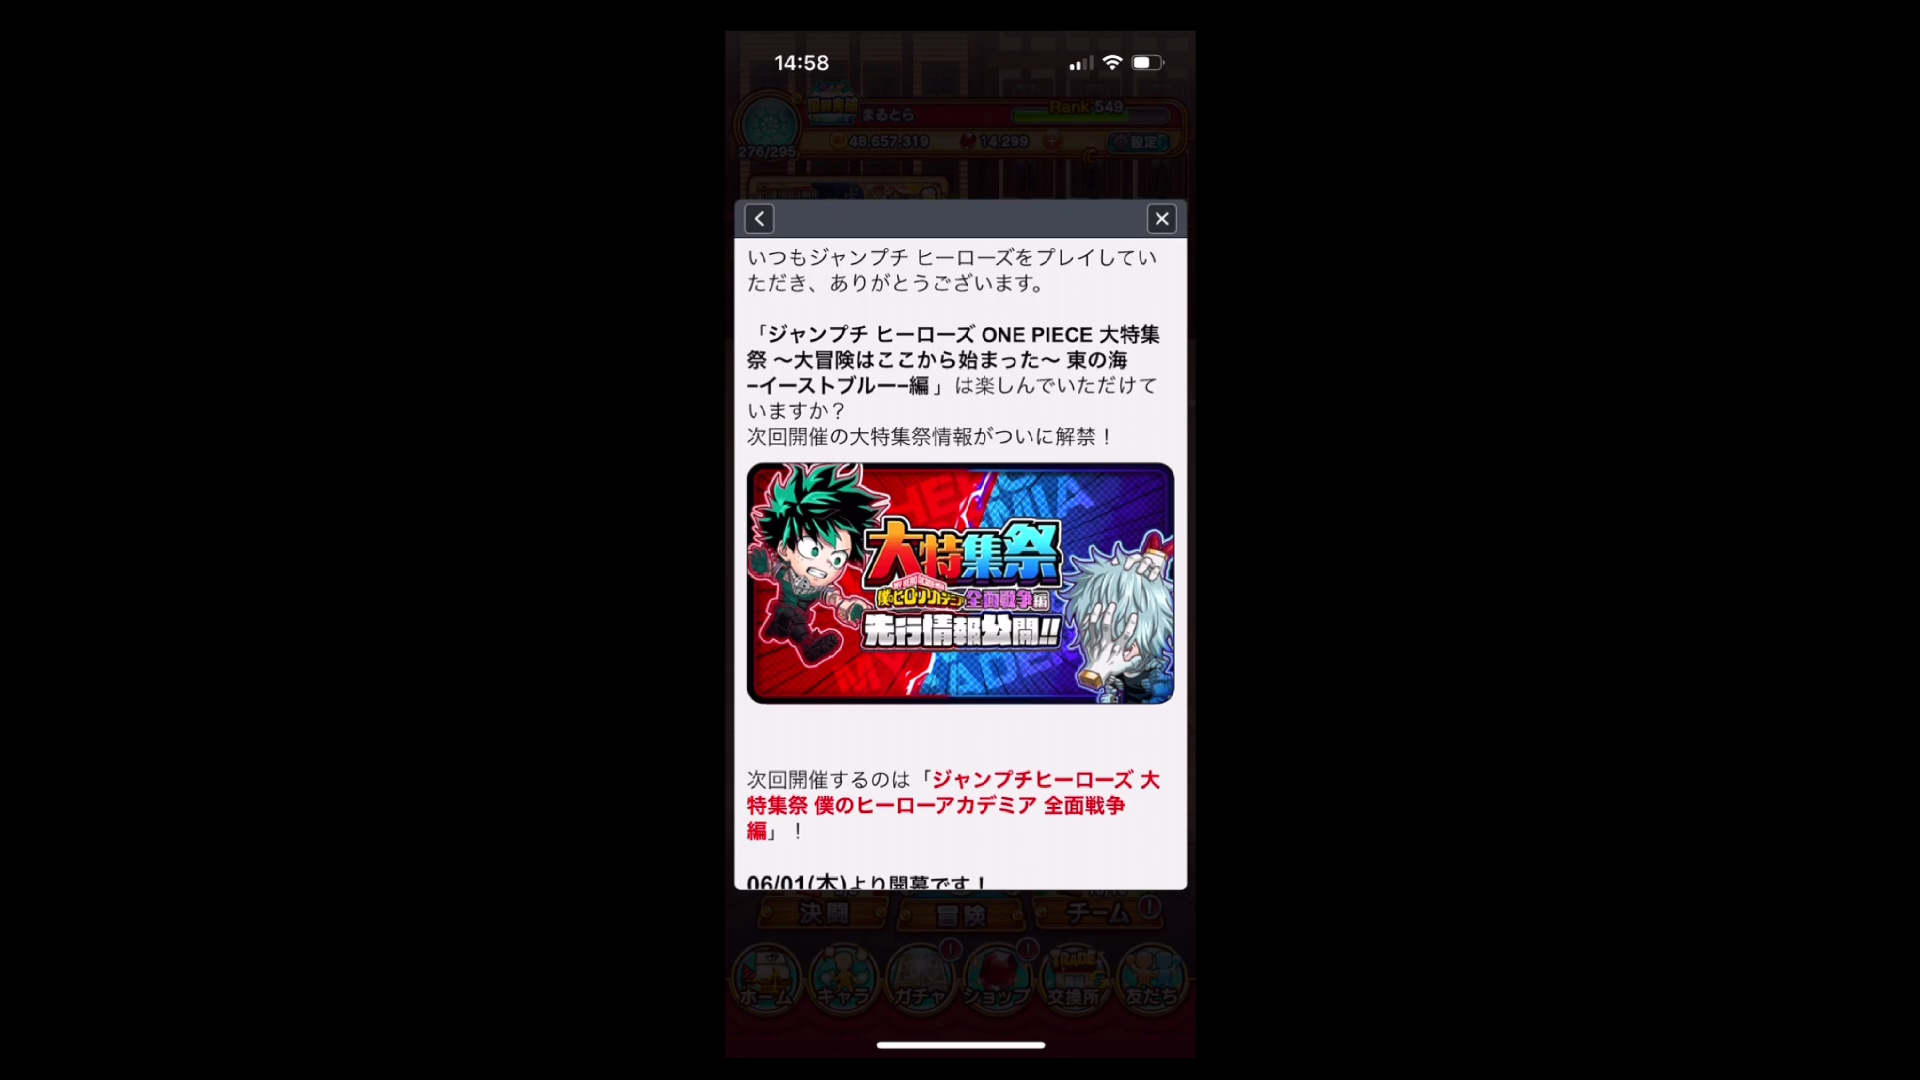 14:58
まるとら
Rank 549
276/295
48,657,319
14,299
設定
いつもジャンプチ ヒーローズをプレイしてい
ただき、ありがとうございます。
「ジャンプチ ヒーローズ ONE PIECE 大特集
祭 〜大冒険はここから始まった〜 東の海
−イーストブルー−編」は楽しんでいただけて
いますか？
次回開催の大特集祭情報がついに解禁！
大特集祭
MY HERO ACADEMIA
僕のヒーローアカデミア 全面戦争編
先行情報公開!!
次回開催するのは「ジャンプチヒーローズ 大
特集祭 僕のヒーローアカデミア 全面戦争
編」！
06/01(木)より開幕です！
決闘
冒険
チーム
ホーム
キャラ
ガチャ
ショップ
TRADE
交換所
友だち